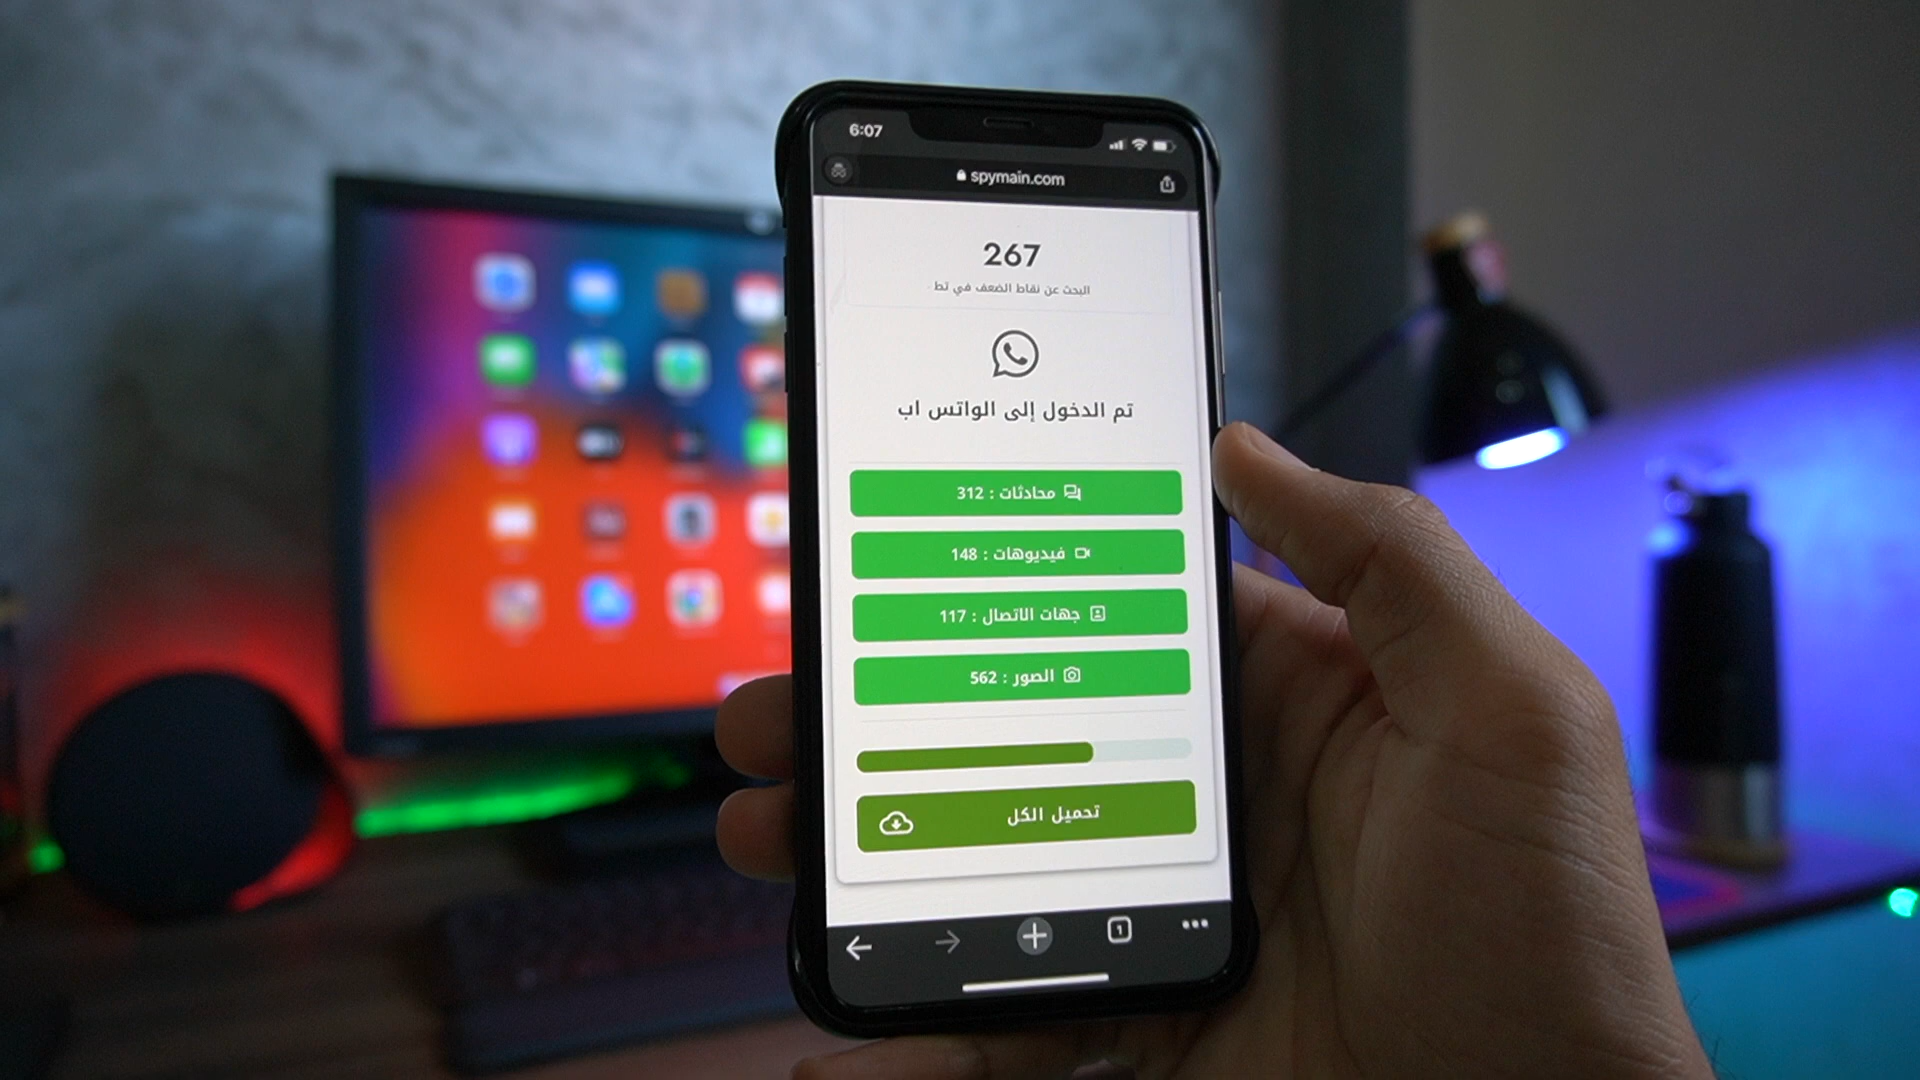 6:07
spymain.com
267
البحث عن نقاط الضعف في تط
تم الدخول إلى الواتس اب
محادثات : 312
فيديوهات : 148
جهات الاتصال : 117
الصور : 562
تحميل الكل
1